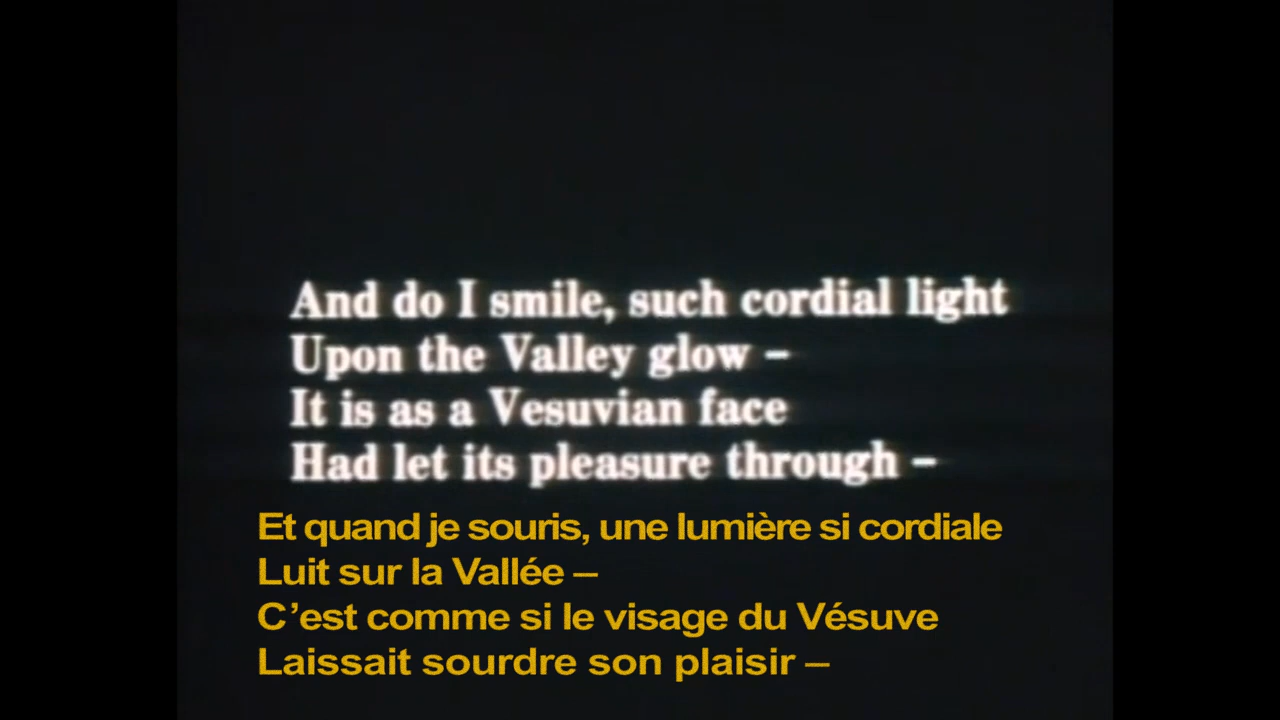 And do I smile, such cordial light
Upon the Valley glow –
It is as a Vesuvian face
Had let its pleasure through –
Et quand je souris, une lumière si cordiale
Luit sur la Vallée –
C’est comme si le visage du Vésuve
Laissait sourdre son plaisir –